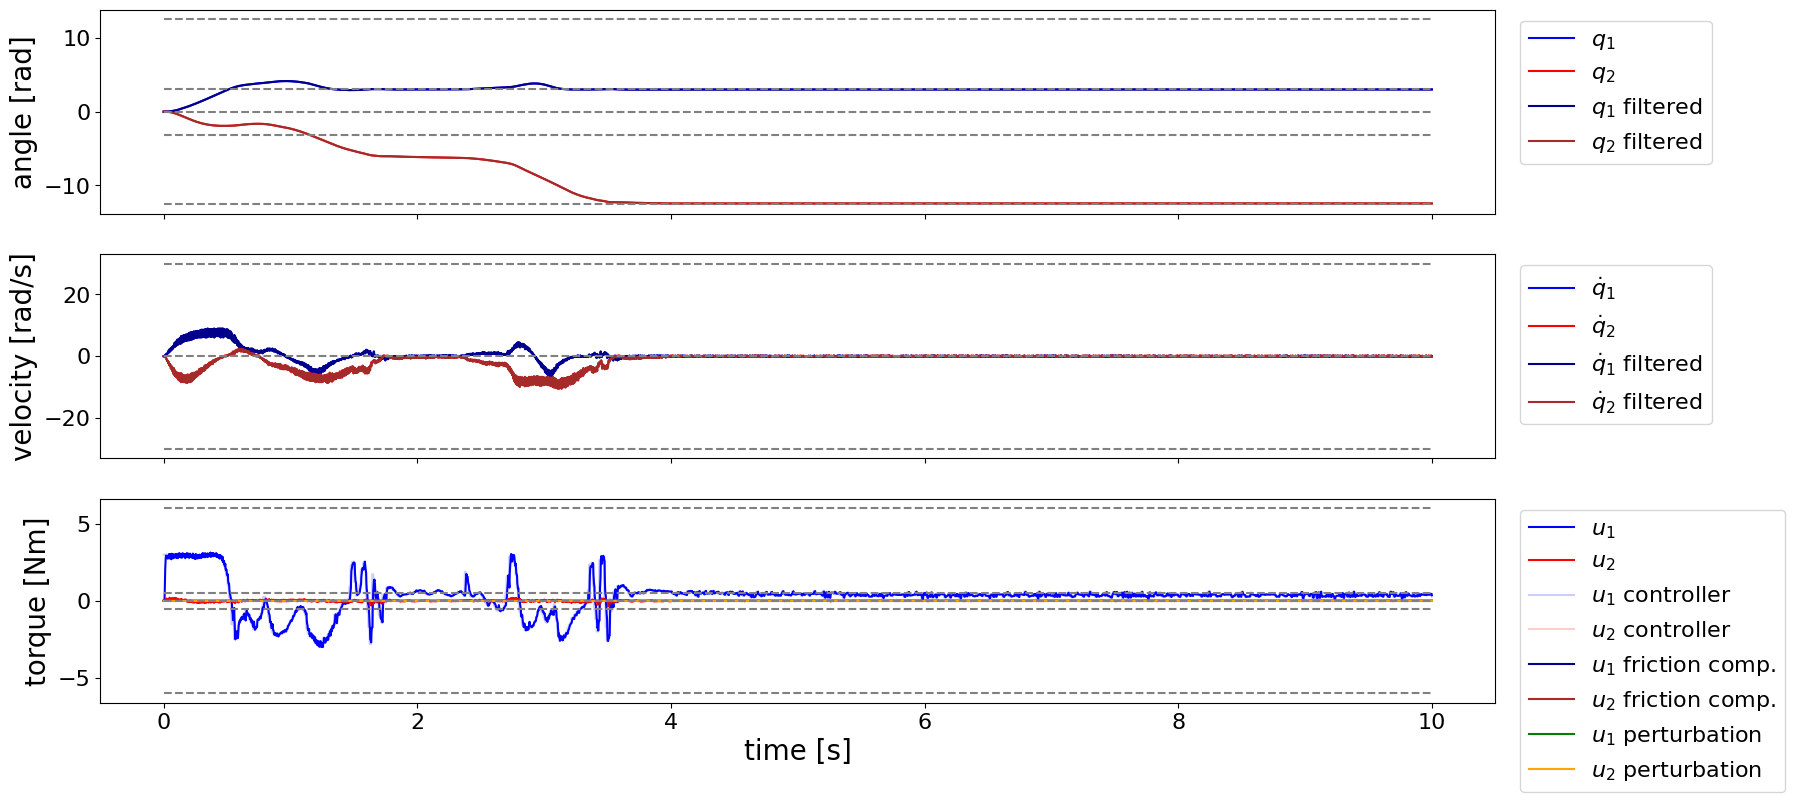 angle [rad]
10
0
−10
q₁
q₂
q₁ filtered
q₂ filtered
velocity [rad/s]
20
0
−20
q̇₁
q̇₂
q̇₁ filtered
q̇₂ filtered
torque [Nm]
5
0
−5
0 2 4 6 8 10
time [s]
u₁
u₂
u₁ controller
u₂ controller
u₁ friction comp.
u₂ friction comp.
u₁ perturbation
u₂ perturbation